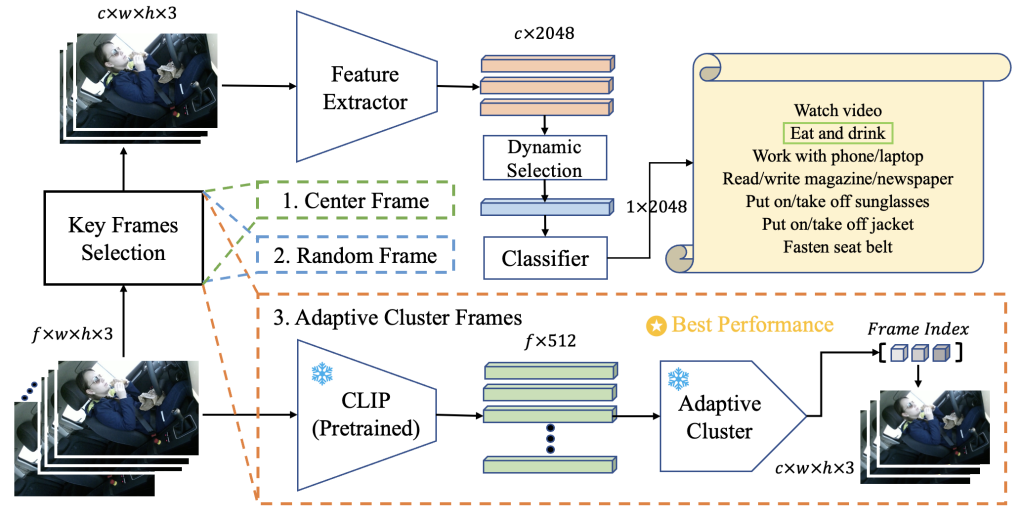 c×w×h×3
Feature
Extractor
c×2048
Dynamic
Selection
1×2048
Classifier
Watch video
Eat and drink
Work with phone/laptop
Read/write magazine/newspaper
Put on/take off sunglasses
Put on/take off jacket
Fasten seat belt
Key Frames
Selection
1. Center Frame
2. Random Frame
f×w×h×3
3. Adaptive Cluster Frames
Best Performance
CLIP
(Pretrained)
f×512
Adaptive
Cluster
Frame Index
c×w×h×3